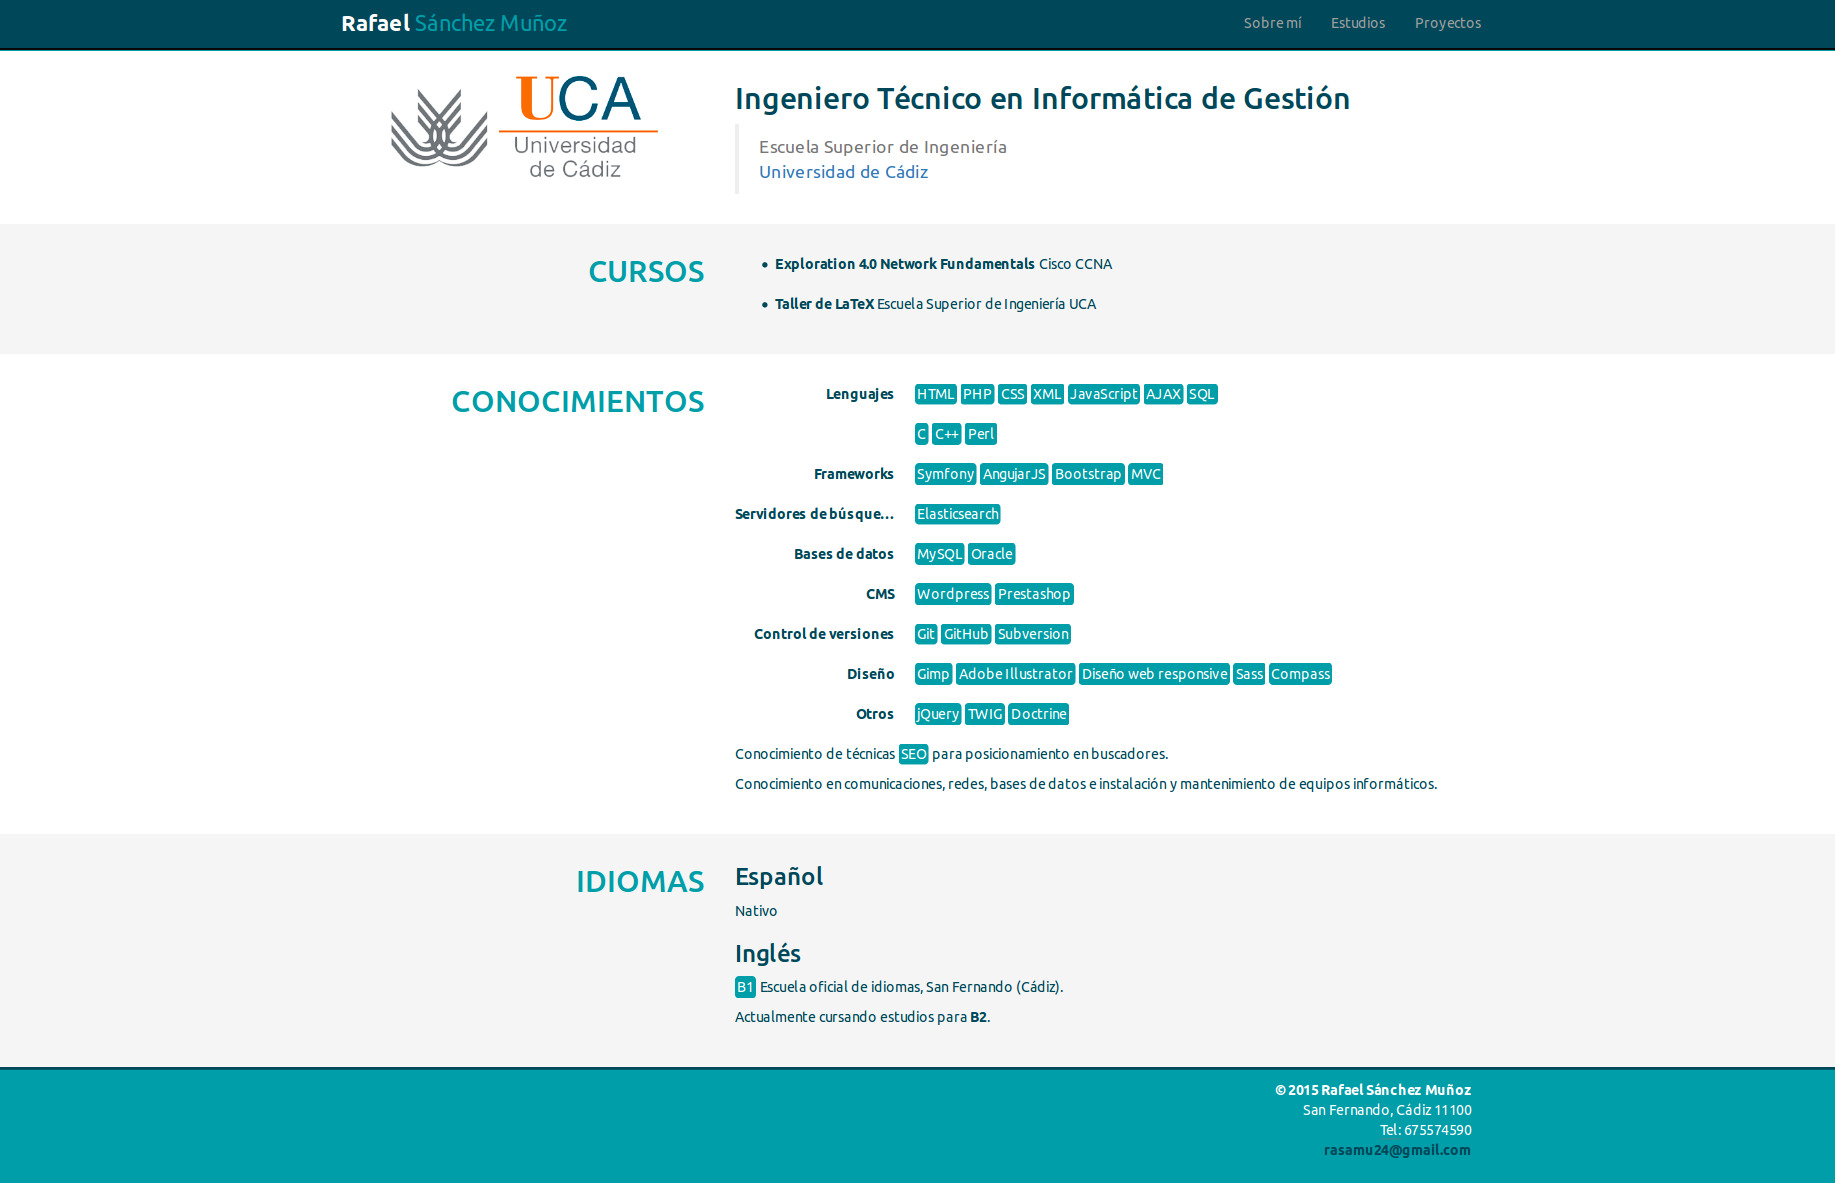 Rafael Sánchez Muñoz
Sobre mí Estudios Proyectos
UCA
Universidad
de Cádiz
Ingeniero Técnico en Informática de Gestión
Escuela Superior de Ingeniería
Universidad de Cádiz
CURSOS
• Exploration 4.0 Network Fundamentals Cisco CCNA
• Taller de LaTeX Escuela Superior de Ingeniería UCA
CONOCIMIENTOS
Lenguajes HTML PHP CSS XML JavaScript AJAX SQL
C C++ Perl
Frameworks Symfony AngujarJS Bootstrap MVC
Servidores de búsque... Elasticsearch
Bases de datos MySQL Oracle
CMS Wordpress Prestashop
Control de versiones Git GitHub Subversion
Diseño Gimp Adobe Illustrator Diseño web responsive Sass Compass
Otros jQuery TWIG Doctrine
Conocimiento de técnicas SEO para posicionamiento en buscadores.
Conocimiento en comunicaciones, redes, bases de datos e instalación y mantenimiento de equipos informáticos.
IDIOMAS
Español
Nativo
Inglés
B1 Escuela oficial de idiomas, San Fernando (Cádiz).
Actualmente cursando estudios para B2.
© 2015 Rafael Sánchez Muñoz
San Fernando, Cádiz 11100
Tel: 675574590
rasamu24@gmail.com